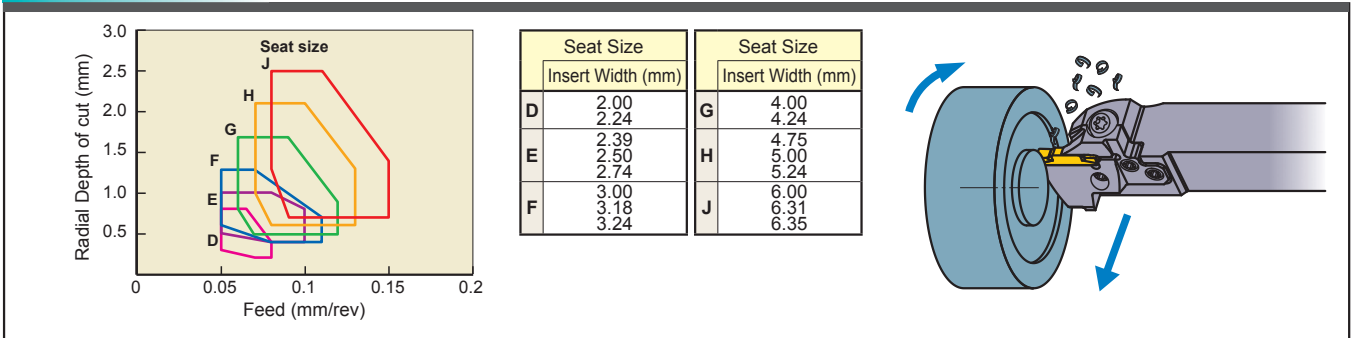 3.0
2.5
2.0
1.5
1.0
0.5
0
0.05
0.1
0.15
0.2
Radial Depth of cut (mm)
Feed (mm/rev)
Seat size
J
H
G
F
E
D
Seat Size
Insert Width (mm)
D
2.00
2.24
E
2.39
2.50
2.74
F
3.00
3.18
3.24
Seat Size
Insert Width (mm)
G
4.00
4.24
H
4.75
5.00
5.24
J
6.00
6.31
6.35